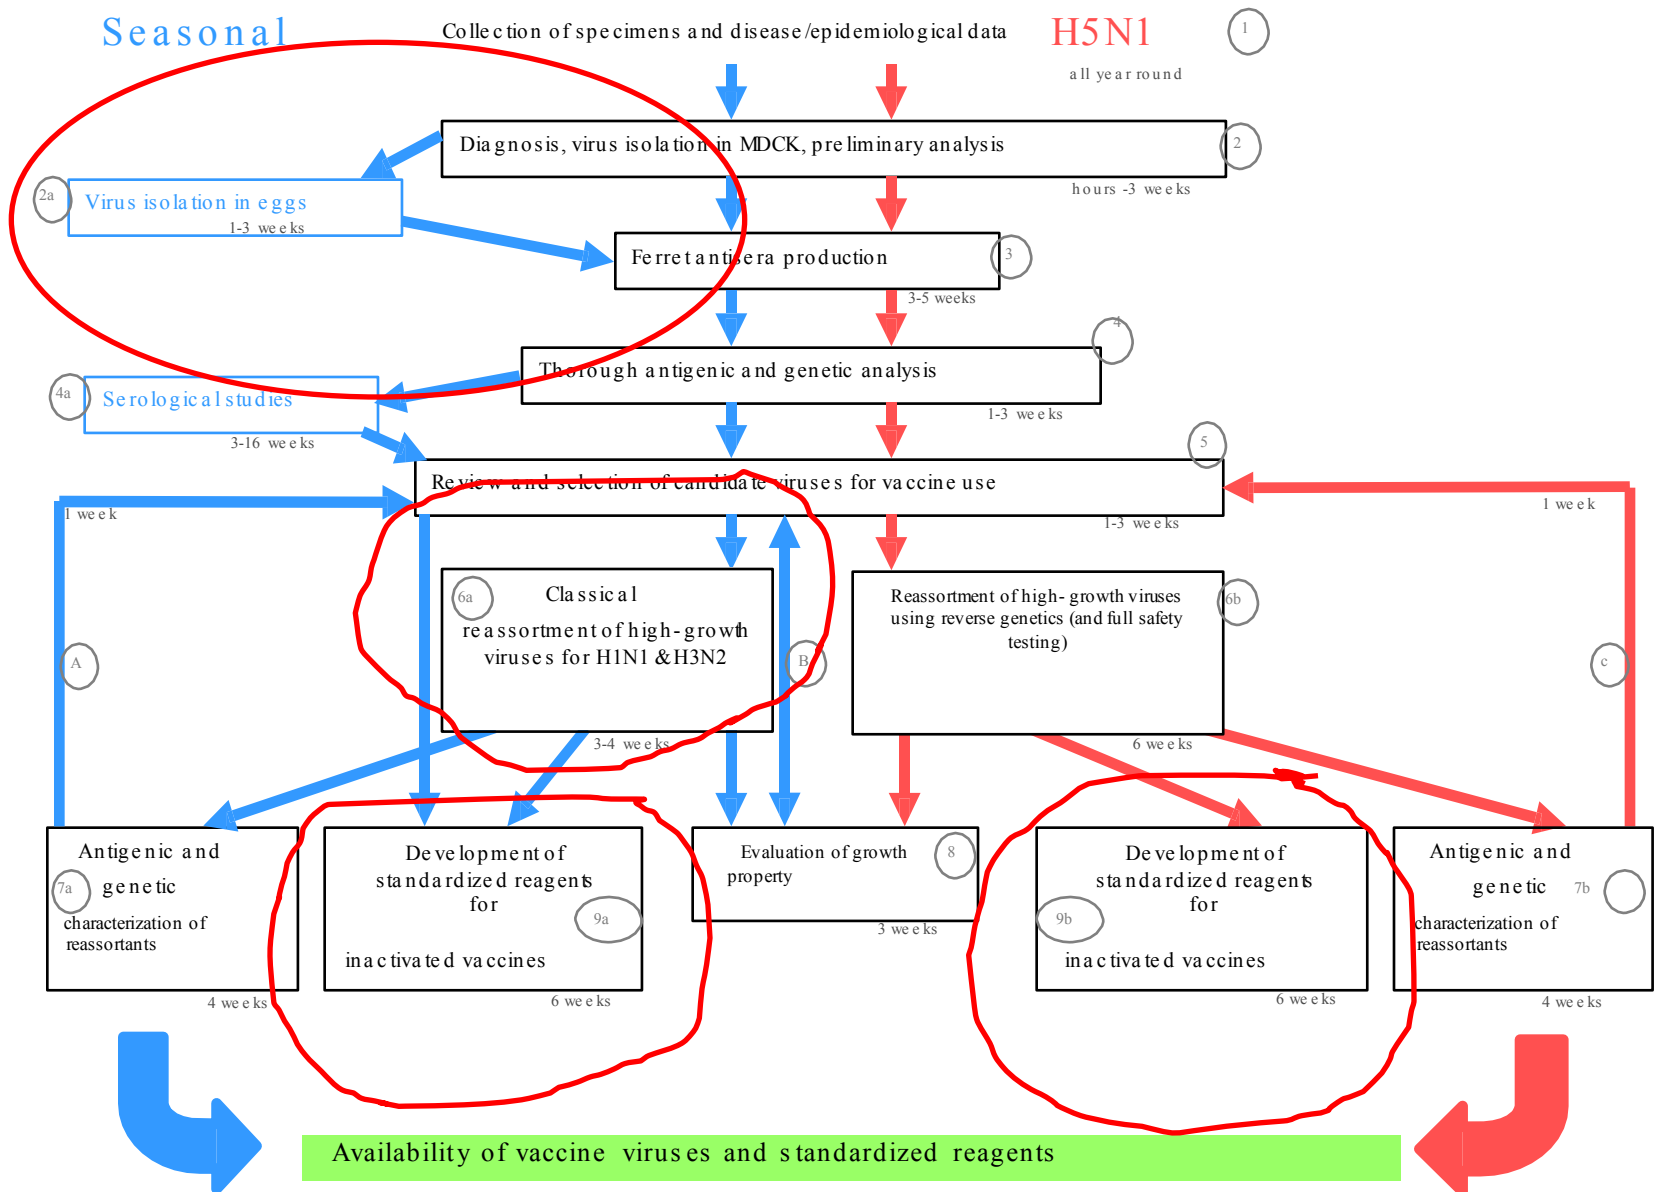 Seasonal
Collection of specimens and disease/epidemiological data
H5N1
1
all year round
Diagnosis, virus isolation in MDCK, preliminary analysis
2
hours -3 weeks
2a
Virus isolation in eggs
1-3 weeks
Ferret antisera production
3
3-5 weeks
4
Thorough antigenic and genetic analysis
1-3 weeks
4a
Serological studies
3-16 weeks
5
Review and selection of candidate viruses for vaccine use
1-3 weeks
1 week
1 week
6a
Classical
reassortment of high-growth
viruses for H1N1 & H3N2
3-4 weeks
Reassortment of high- growth viruses
using reverse genetics (and full safety
testing)
6b
6 weeks
A
B
c
Antigenic and
genetic
7a
characterization of
reassortants
4 weeks
Development of
standardized reagents
for
9a
inactivated vaccines
6 weeks
Evaluation of growth
property
8
3 weeks
Development of
standardized reagents
for
9b
inactivated vaccines
6 weeks
Antigenic and
genetic
7b
characterization of
reassortants
4 weeks
Availability of vaccine viruses and standardized reagents